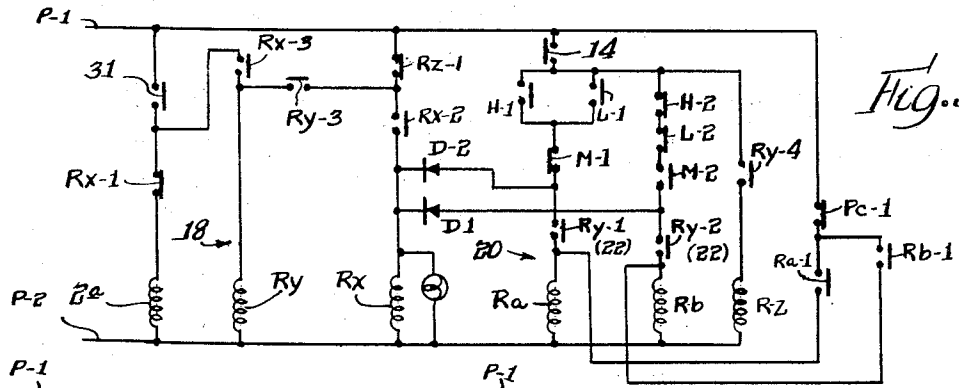 P-1
31
Rx-3
Rz-1
14
Ry-3
H-1
L-1
H-2
Rx-2
L-2
D-2
M-1
M-2
Ry-4
Rx-1
D1
Pc-1
18
20
Ry-1
(22)
Ry-2
(22)
Ra-1
Rb-1
P-2
Ry
Rx
Ra
Rb
Rz
P-1
P-1